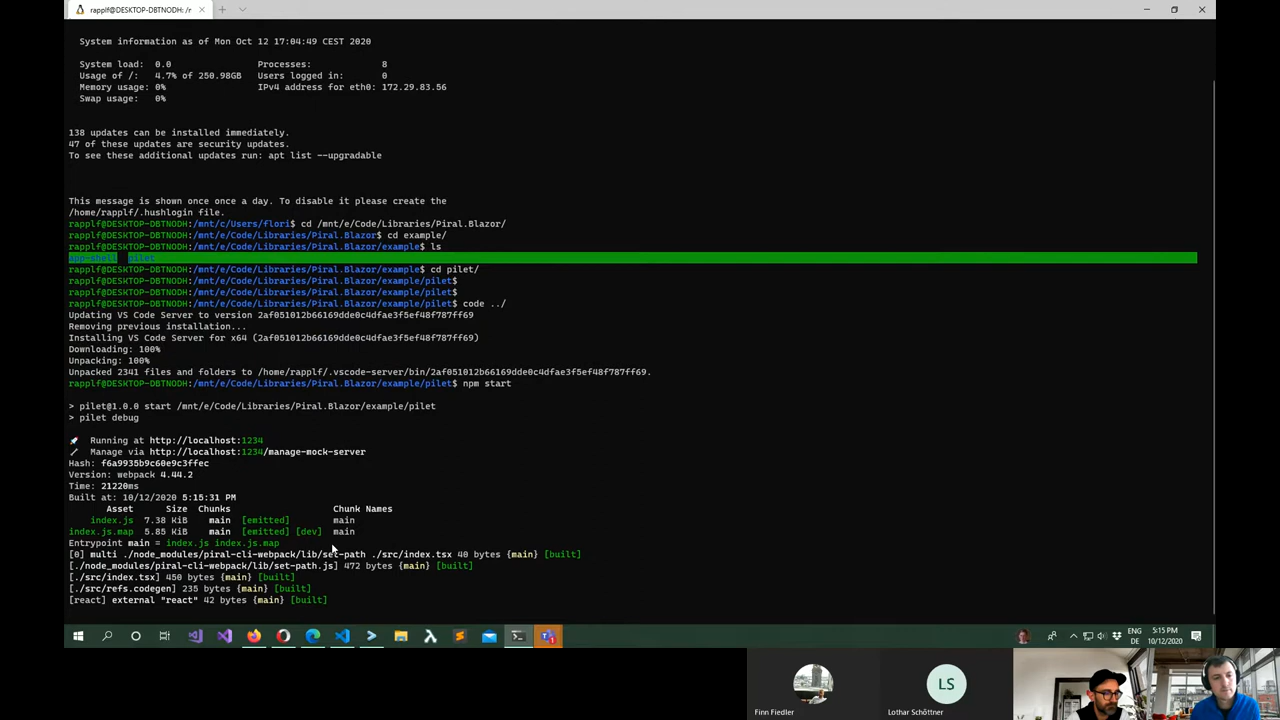 rapplf@DESKTOP-DBTNODH: /r
System information as of Mon Oct 12 17:04:49 CEST 2020
System load: 0.0 Processes: 8
Usage of /: 4.7% of 250.98GB Users logged in: 0
Memory usage: 0% IPv4 address for eth0: 172.29.83.56
Swap usage: 0%
138 updates can be installed immediately.
47 of these updates are security updates.
To see these additional updates run: apt list --upgradable
This message is shown once once a day. To disable it please create the
/home/rapplf/.hushlogin file.
rapplf@DESKTOP-DBTNODH:/mnt/c/Users/flori$ cd /mnt/e/Code/Libraries/Piral.Blazor/
rapplf@DESKTOP-DBTNODH:/mnt/e/Code/Libraries/Piral.Blazor$ cd example/
rapplf@DESKTOP-DBTNODH:/mnt/e/Code/Libraries/Piral.Blazor/example$ ls
app-shell pilet
rapplf@DESKTOP-DBTNODH:/mnt/e/Code/Libraries/Piral.Blazor/example$ cd pilet/
rapplf@DESKTOP-DBTNODH:/mnt/e/Code/Libraries/Piral.Blazor/example/pilet$
rapplf@DESKTOP-DBTNODH:/mnt/e/Code/Libraries/Piral.Blazor/example/pilet$
rapplf@DESKTOP-DBTNODH:/mnt/e/Code/Libraries/Piral.Blazor/example/pilet$ code ../
Updating VS Code Server to version 2af051012b66169dde0c4dfae3f5ef48f787ff69
Removing previous installation...
Installing VS Code Server for x64 (2af051012b66169dde0c4dfae3f5ef48f787ff69)
Downloading: 100%
Unpacking: 100%
Unpacked 2341 files and folders to /home/rapplf/.vscode-server/bin/2af051012b66169dde0c4dfae3f5ef48f787ff69.
rapplf@DESKTOP-DBTNODH:/mnt/e/Code/Libraries/Piral.Blazor/example/pilet$ npm start
> pilet@1.0.0 start /mnt/e/Code/Libraries/Piral.Blazor/example/pilet
> pilet debug
Running at http://localhost:1234
Manage via http://localhost:1234/manage-mock-server
Hash: f6a9935b9c60e9c3ffec
Version: webpack 4.44.2
Time: 21220ms
Built at: 10/12/2020 5:15:31 PM
Asset Size Chunks Chunk Names
index.js 7.38 KiB main [emitted] main
index.js.map 5.85 KiB main [emitted] [dev] main
Entrypoint main = index.js index.js.map
[0] multi ./node_modules/piral-cli-webpack/lib/set-path ./src/index.tsx 40 bytes {main} [built]
[./node_modules/piral-cli-webpack/lib/set-path.js] 472 bytes {main} [built]
[./src/index.tsx] 450 bytes {main} [built]
[./src/refs.codegen] 235 bytes {main} [built]
[react] external "react" 42 bytes {main} [built]
ENG 5:15 PM
DE 10/12/2020
LS
Finn Fiedler
Lothar Schöttner